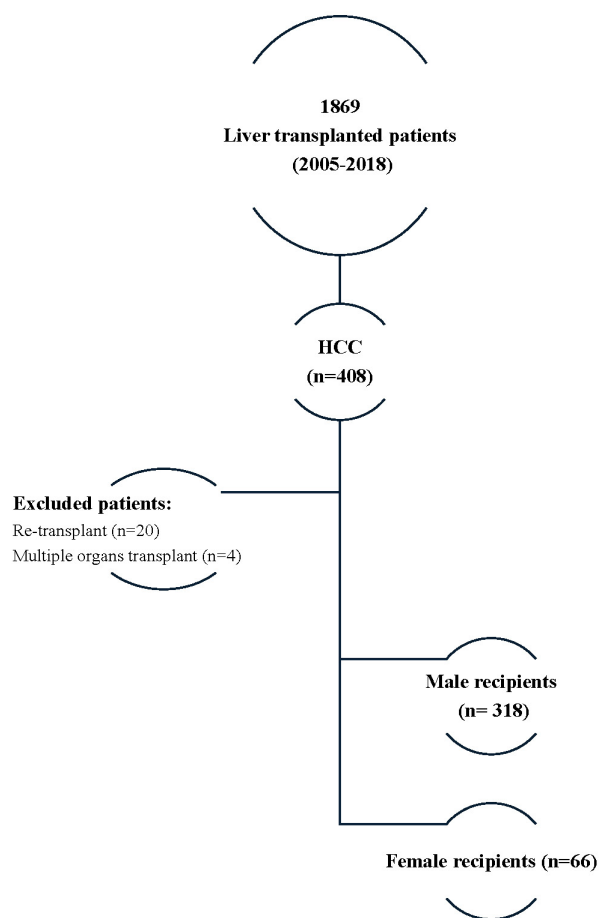 1869
Liver transplanted patients
(2005-2018)
HCC
(n=408)
Excluded patients:
Re-transplant (n=20)
Multiple organs transplant (n=4)
Male recipients
(n= 318)
Female recipients (n=66)